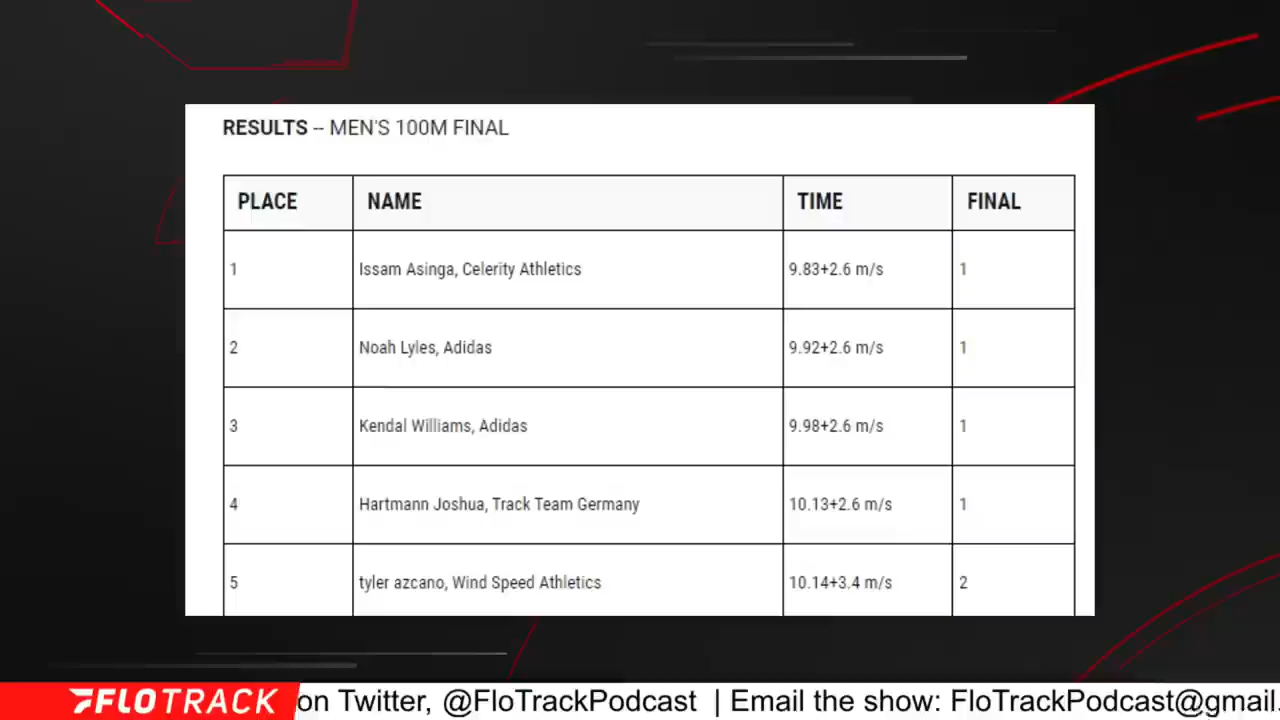 RESULTS -- MEN'S 100M FINAL
PLACE NAME TIME FINAL
1 Issam Asinga, Celerity Athletics 9.83+2.6 m/s 1
2 Noah Lyles, Adidas 9.92+2.6 m/s 1
3 Kendal Williams, Adidas 9.98+2.6 m/s 1
4 Hartmann Joshua, Track Team Germany 10.13+2.6 m/s 1
5 tyler azcano, Wind Speed Athletics 10.14+3.4 m/s 2
FLOTRACK on Twitter, @FloTrackPodcast | Email the show: FloTrackPodcast@gmail.